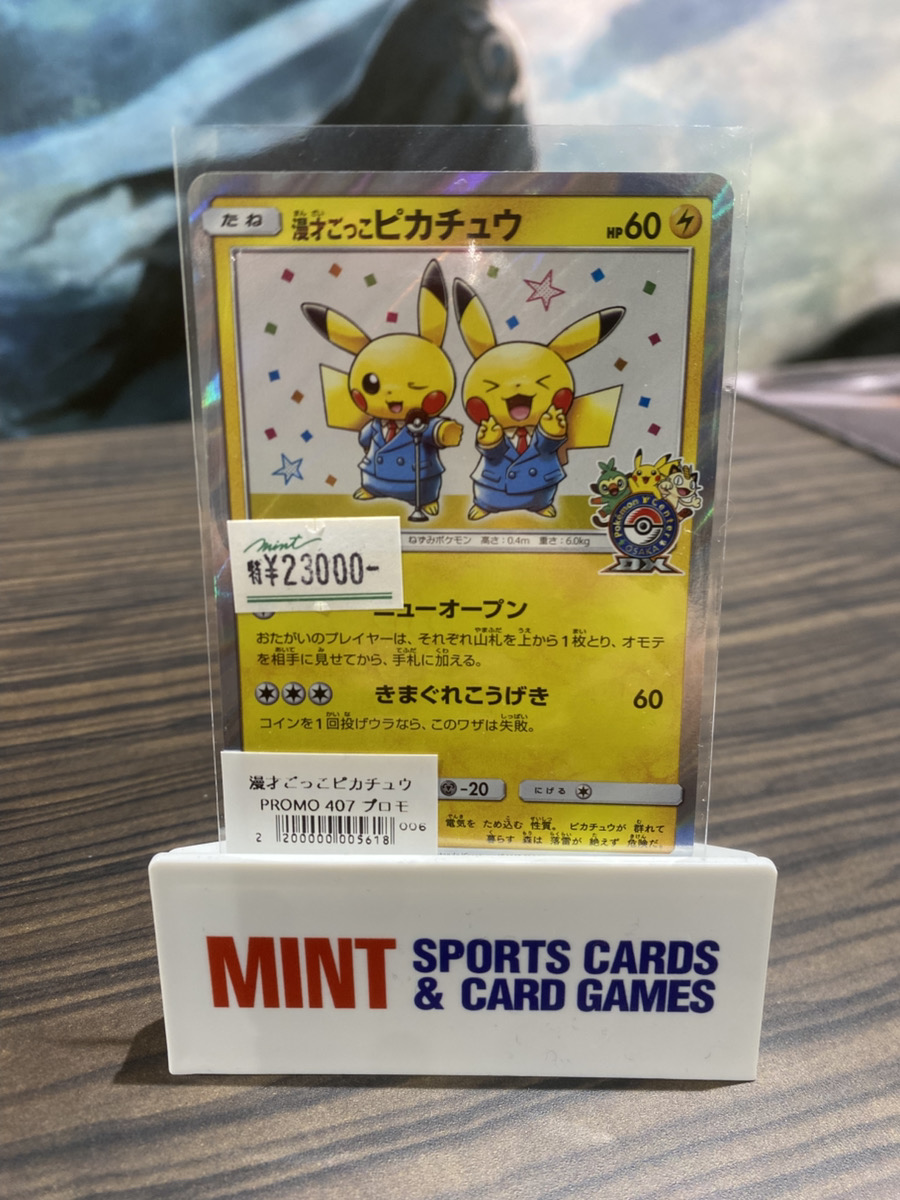 たね
漫才ごっこピカチュウ
HP60
Pokémon Center
OSAKA
DX
ねずみポケモン 高さ:0.4m 重さ:6.0kg
mint
特¥23000-
ニューオープン
おたがいのプレイヤーは、それぞれ山札を上から1枚とり、オモテ
を相手に見せてから、手札に加える。
きまぐれこうげき 60
コインを1回投げウラなら、このワザは失敗。
-20 にげる
漫才ごっこピカチュウ
PROMO 407 プロモ
006
2 200000 005618
電気を ため込む 性質。 ピカチュウが 群れて
暮らす 森は 落雷が 絶えず 危険だ。
MINT SPORTS CARDS
& CARD GAMES